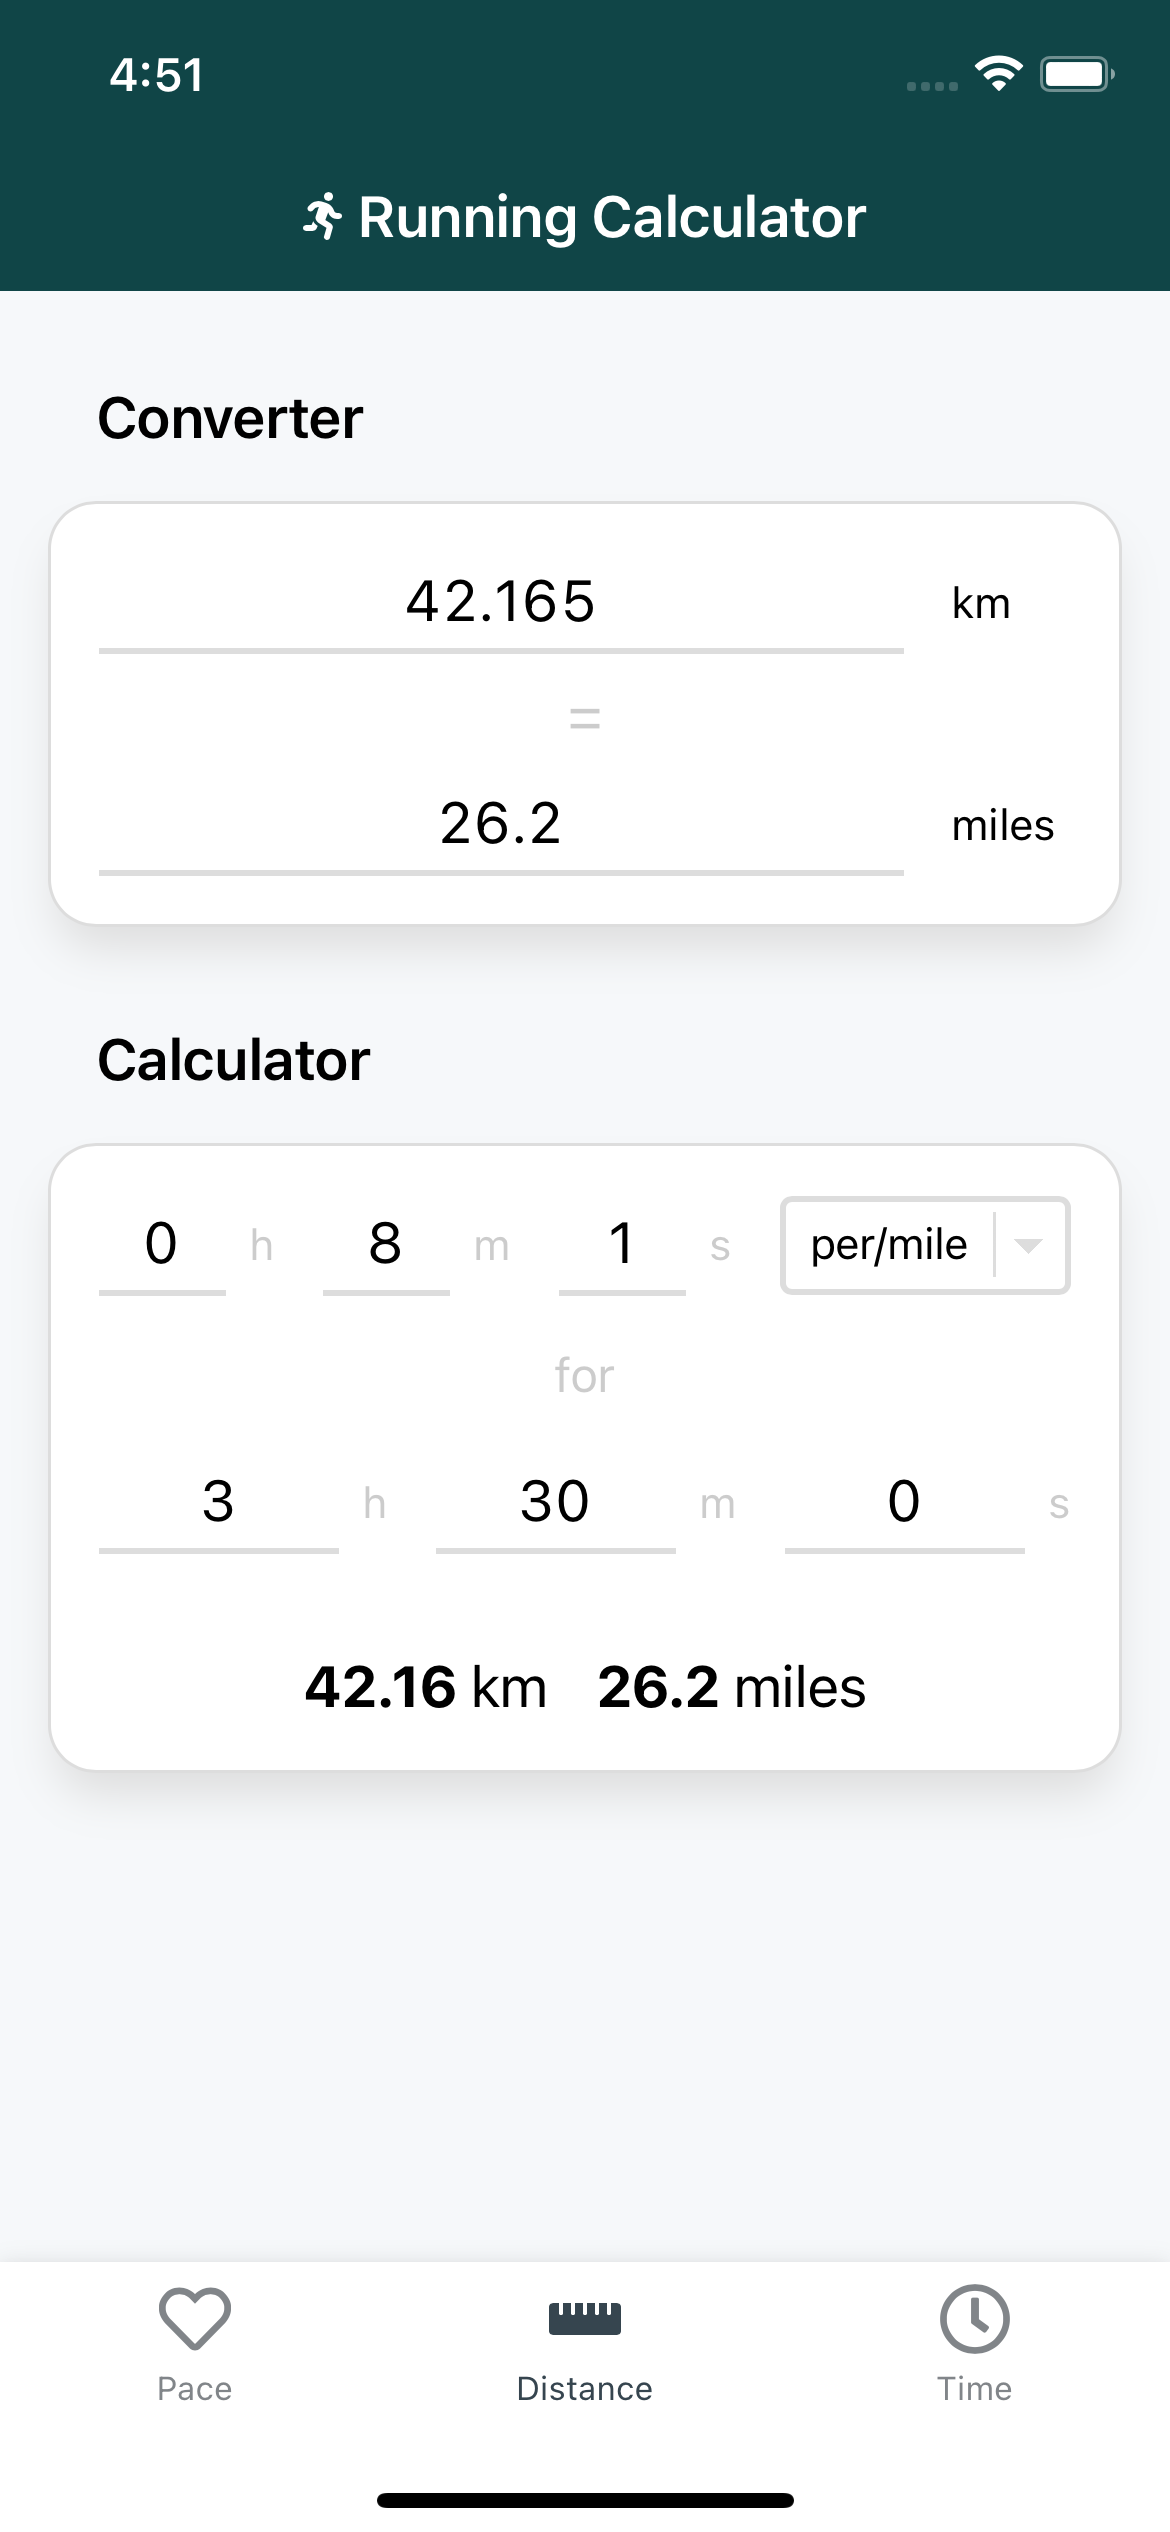 4:51
Running Calculator
Converter
42.165 km
=
26.2 miles
Calculator
0 h 8 m 1 s per/mile
for
3 h 30 m 0 s
42.16 km 26.2 miles
Pace Distance Time